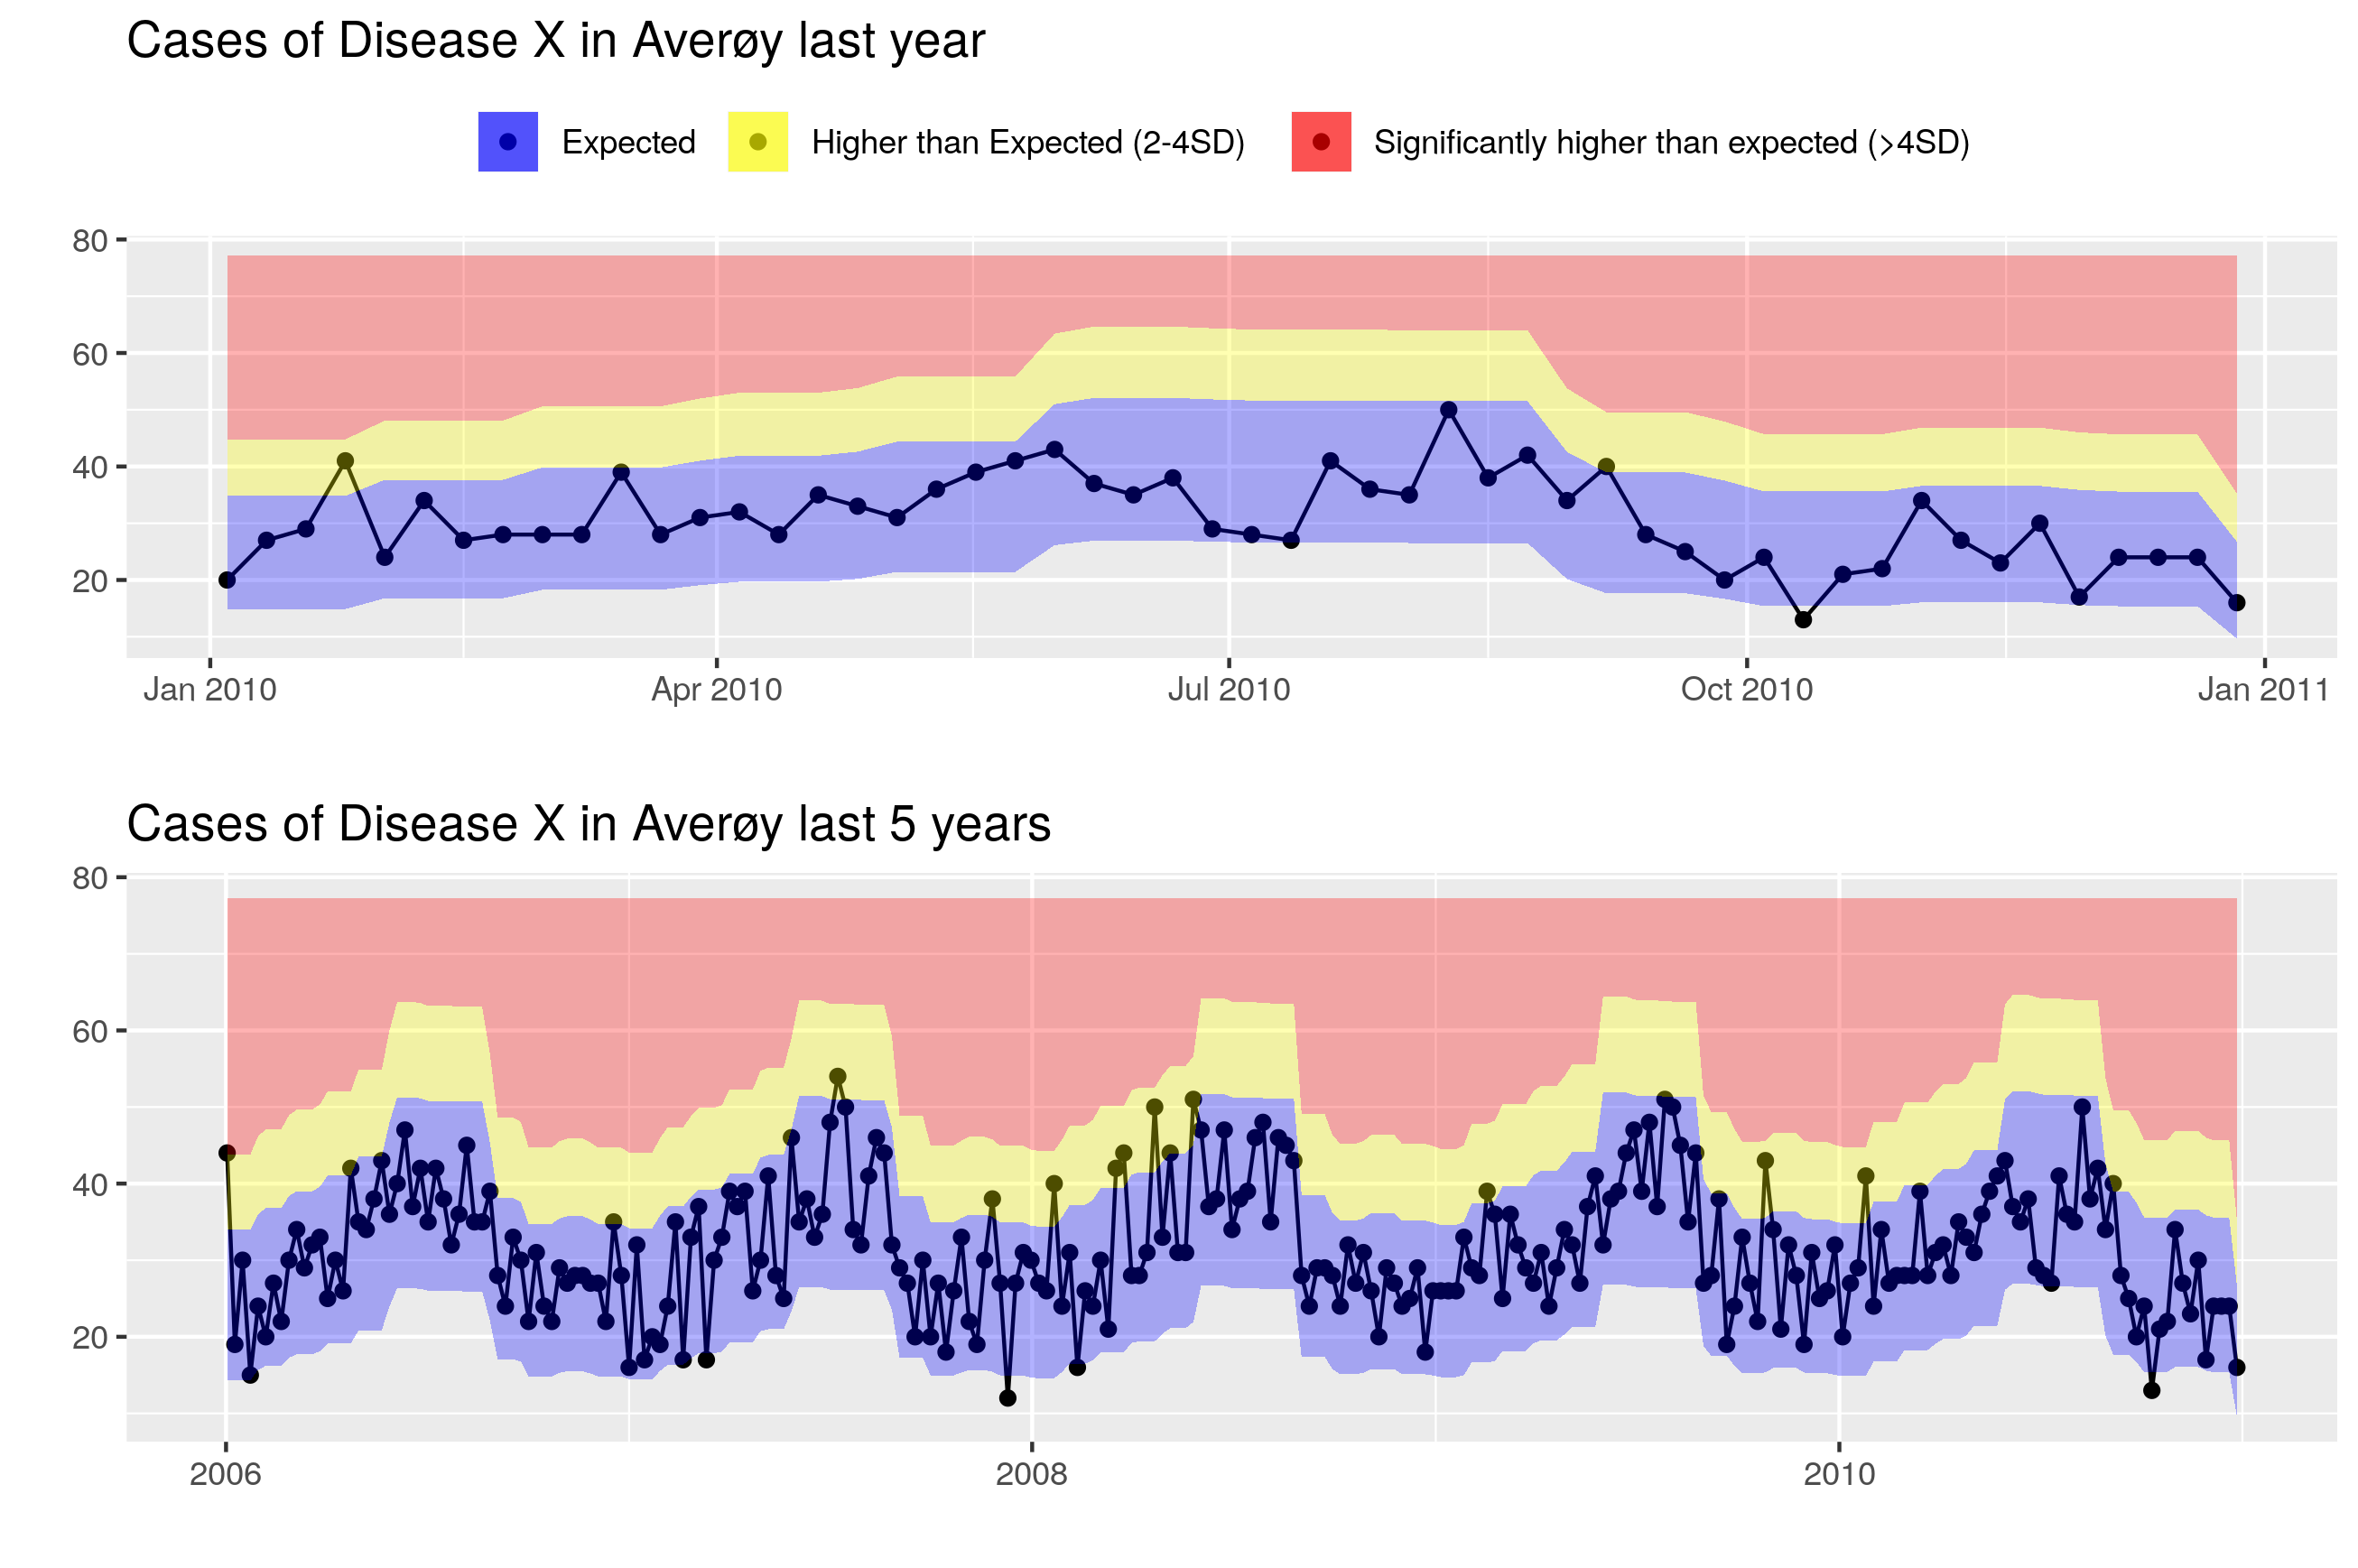 Cases of Disease X in Averøy last year
Expected Higher than Expected (2-4SD) Significantly higher than expected (>4SD)
80
60
40
20
Jan 2010 Apr 2010 Jul 2010 Oct 2010 Jan 2011
Cases of Disease X in Averøy last 5 years
80
60
40
20
2006 2008 2010